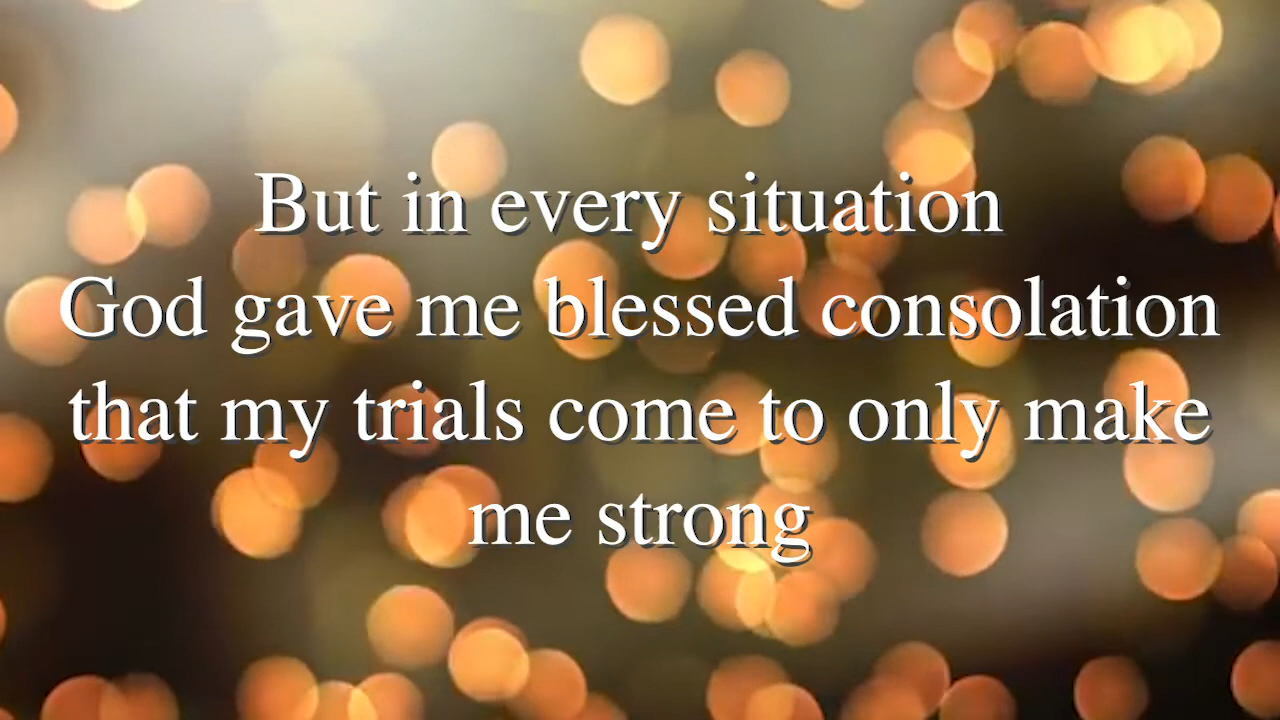 But in every situation
God gave me blessed consolation
that my trials come to only make
me strong